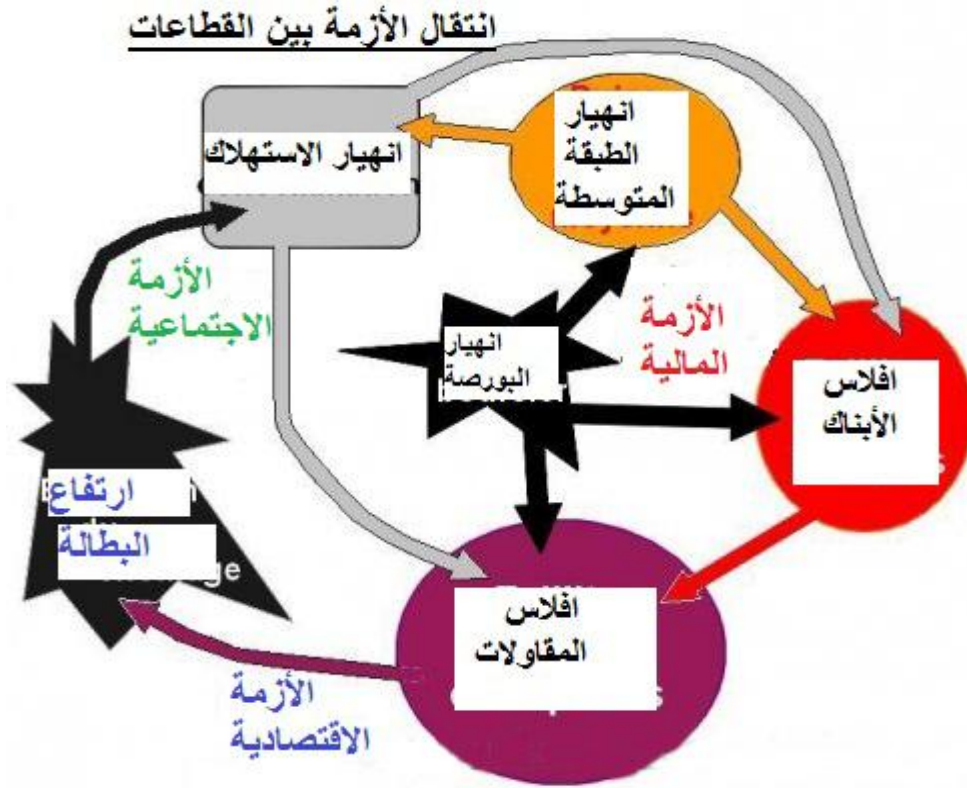 انتقال الأزمة بين القطاعات
انهيار
الطبقة
المتوسطة
انهيار الاستهلاك
الأزمة
الاجتماعية
الأزمة
المالية
انهيار
البورصة
افلاس
الأبناك
ارتفاع
البطالة
افلاس
المقاولات
الأزمة
الاقتصادية